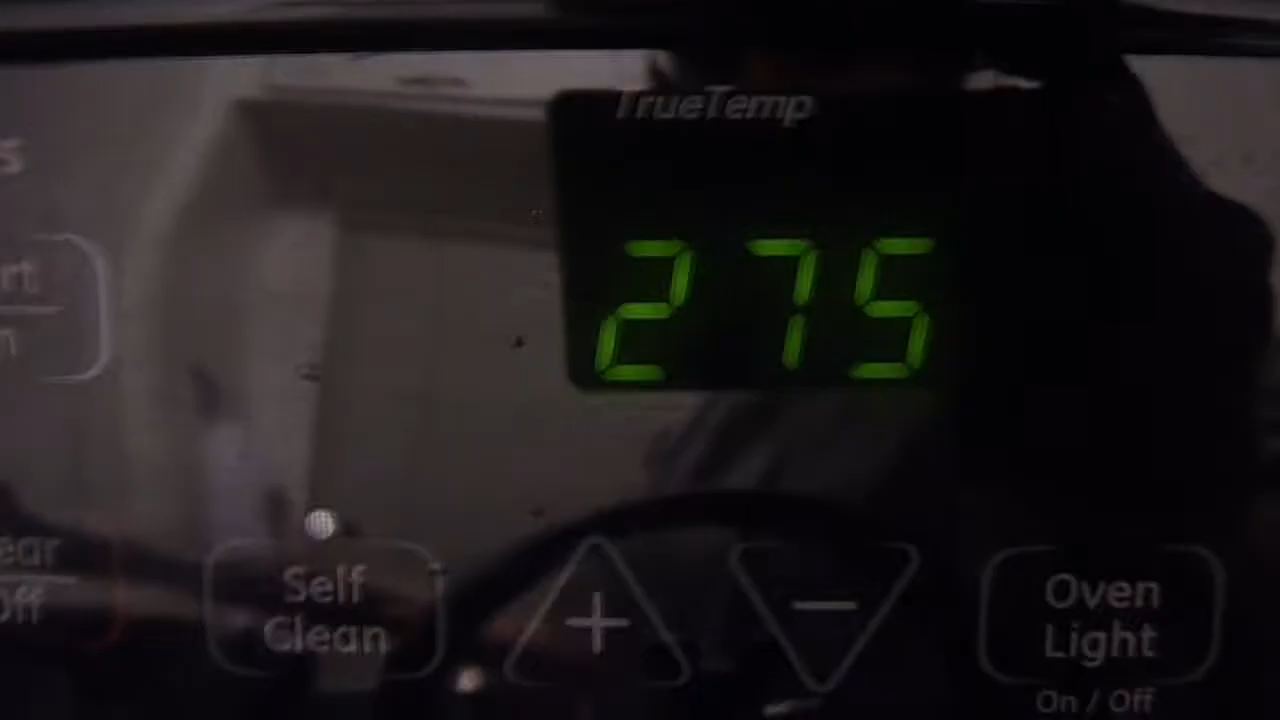 TrueTemp
275
Self
Clean
+
−
Oven
Light
On / Off